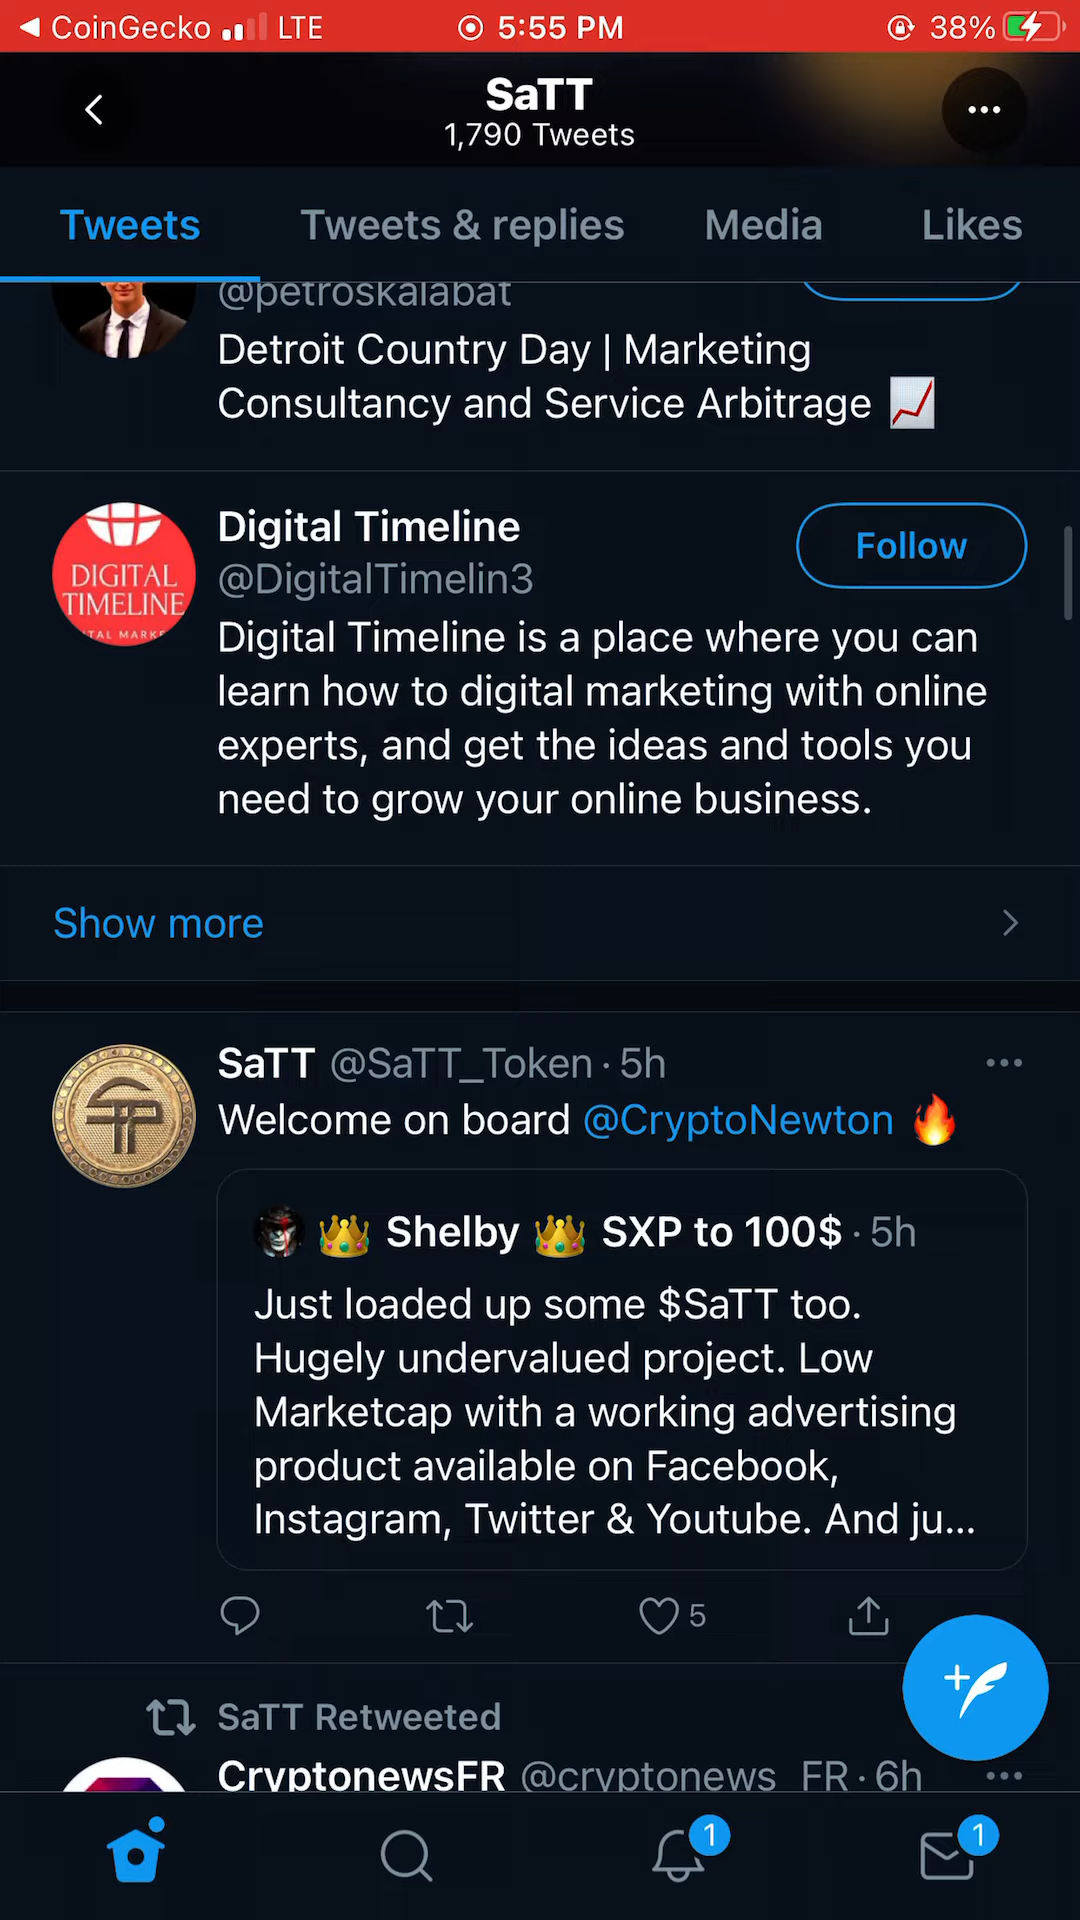 CoinGecko LTE 5:55 PM 38%
SaTT
1,790 Tweets
Tweets Tweets & replies Media Likes
@petroskalabat
Detroit Country Day | Marketing
Consultancy and Service Arbitrage
DIGITAL
TIMELINE
Digital Timeline
@DigitalTimelin3
Follow
Digital Timeline is a place where you can
learn how to digital marketing with online
experts, and get the ideas and tools you
need to grow your online business.
Show more
SaTT @SaTT_Token · 5h
Welcome on board @CryptoNewton 🔥
👑 Shelby 👑 SXP to 100$ · 5h
Just loaded up some $SaTT too.
Hugely undervalued project. Low
Marketcap with a working advertising
product available on Facebook,
Instagram, Twitter & Youtube. And ju...
5
SaTT Retweeted
CryptonewsFR @cryptonews_FR · 6h
1
1